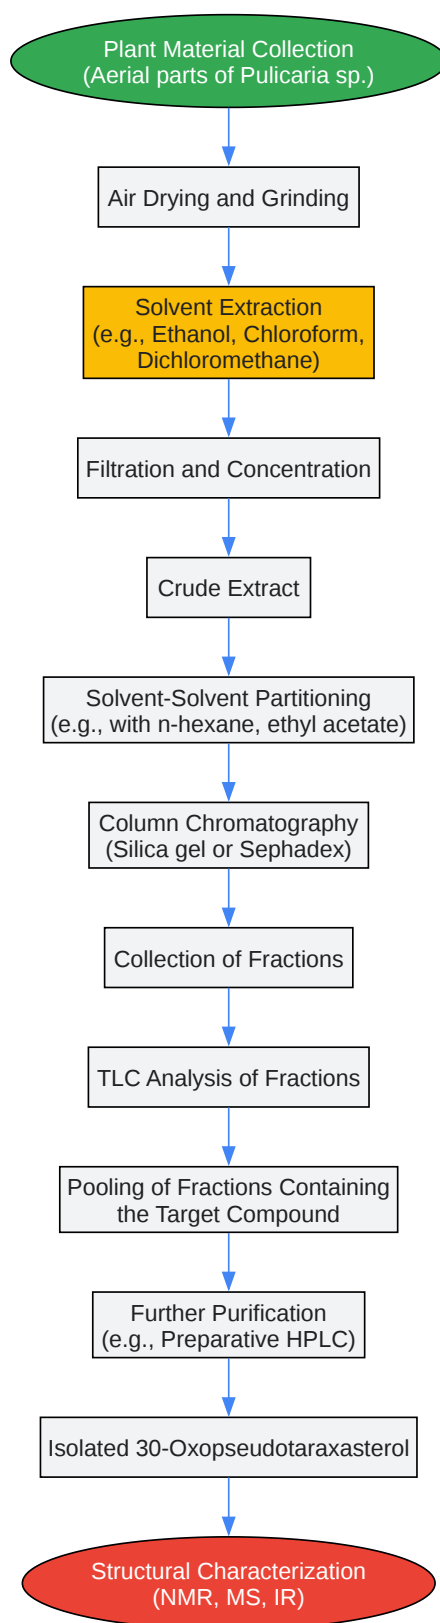 Plant Material Collection
(Aerial parts of Pulicaria sp.)
Air Drying and Grinding
Solvent Extraction
(e.g., Ethanol, Chloroform,
Dichloromethane)
Filtration and Concentration
Crude Extract
Solvent-Solvent Partitioning
(e.g., with n-hexane, ethyl acetate)
Column Chromatography
(Silica gel or Sephadex)
Collection of Fractions
TLC Analysis of Fractions
Pooling of Fractions Containing
the Target Compound
Further Purification
(e.g., Preparative HPLC)
Isolated 30-Oxopseudotaraxasterol
Structural Characterization
(NMR, MS, IR)